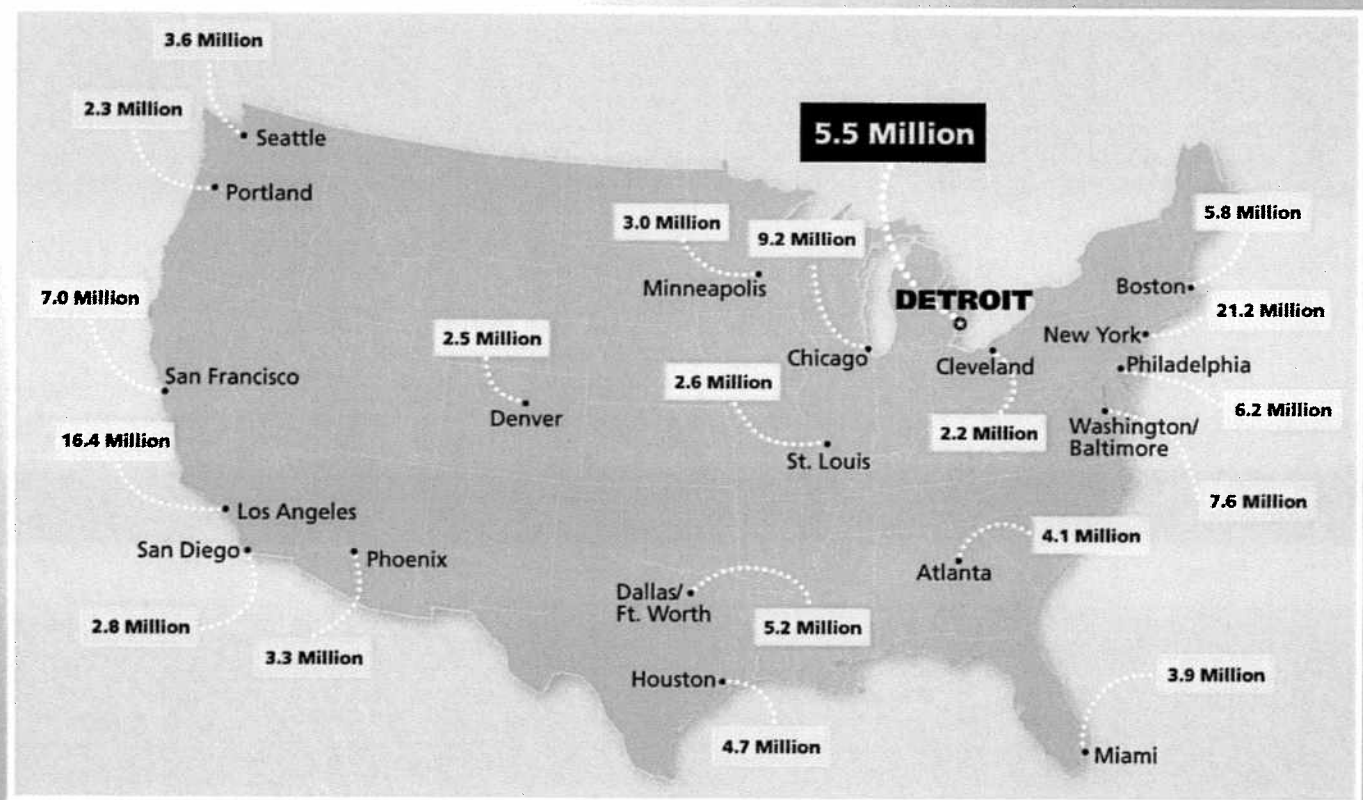 3.6 Million
2.3 Million
Seattle
5.5 Million
Portland
5.8 Million
3.0 Million
9.2 Million
Minneapolis
Boston
7.0 Million
DETROIT
21.2 Million
2.5 Million
New York
Chicago
Cleveland
Philadelphia
San Francisco
2.6 Million
6.2 Million
Denver
2.2 Million
Washington/
Baltimore
16.4 Million
St. Louis
7.6 Million
Los Angeles
4.1 Million
San Diego
Phoenix
Atlanta
Dallas/
Ft. Worth
2.8 Million
5.2 Million
3.3 Million
Houston
3.9 Million
4.7 Million
Miami